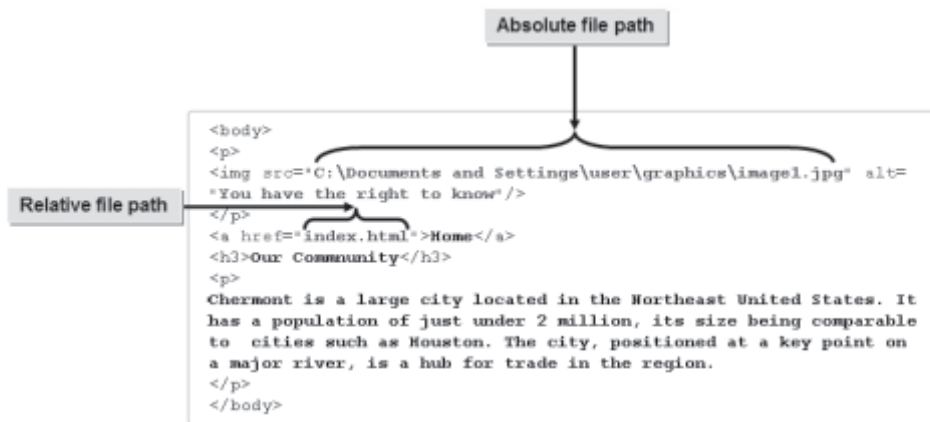 Absolute file path
<body>
<p>
<img src="C:\Documents and Settings\user\graphics\image1.jpg" alt=
"You have the right to know"/>
Relative file path
</p>
<a href="index.html">Home</a>
<h3>Our Commnunity</h3>
<p>
Chermont is a large city located in the Northeast United States. It
has a population of just under 2 million, its size being comparable
to  cities such as Houston. The city, positioned at a key point on
a major river, is a hub for trade in the region.
</p>
</body>